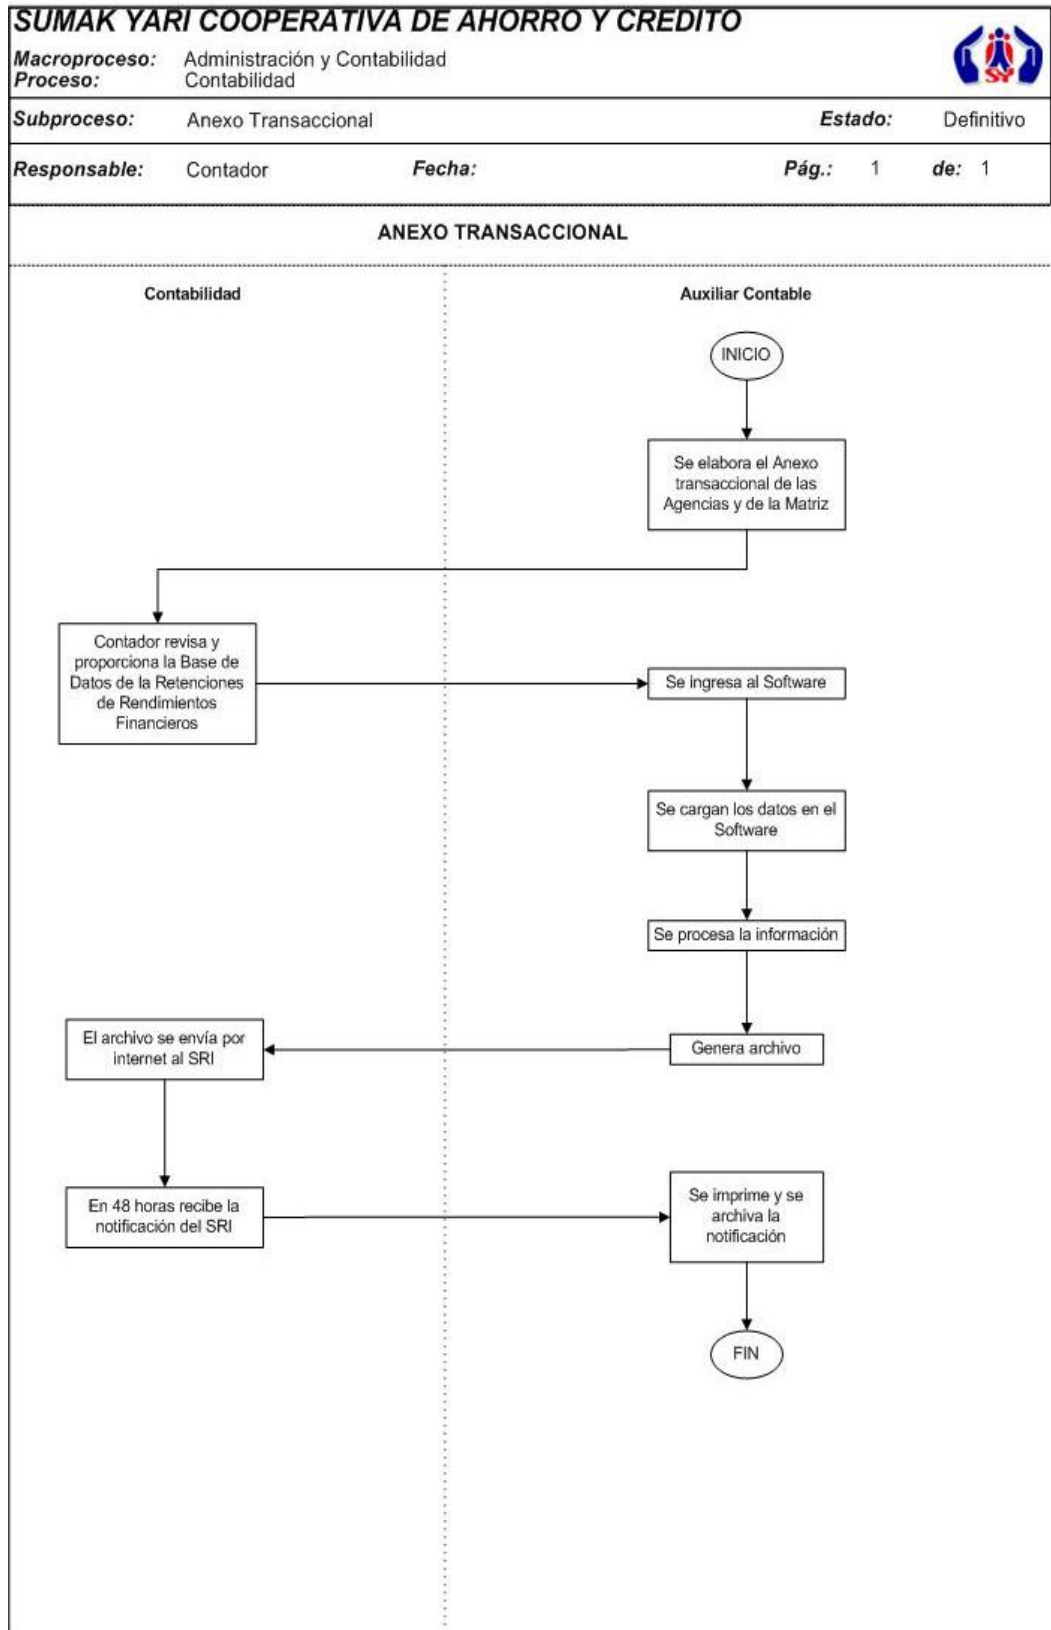 SUMAK YARI COOPERATIVA DE AHORRO Y CREDITO
Macroproceso: Administración y Contabilidad
Proceso: Contabilidad
SY
Subproceso: Anexo Transaccional Estado: Definitivo
Responsable: Contador Fecha: Pág.: 1 de: 1
ANEXO TRANSACCIONAL
Contabilidad
Auxiliar Contable
INICIO
Se elabora el Anexo
transaccional de las
Agencias y de la Matriz
Contador revisa y
proporciona la Base de
Datos de la Retenciones
de Rendimientos
Financieros
Se ingresa al Software
Se cargan los datos en el
Software
Se procesa la información
Genera archivo
El archivo se envía por
internet al SRI
En 48 horas recibe la
notificación del SRI
Se imprime y se
archiva la
notificación
FIN